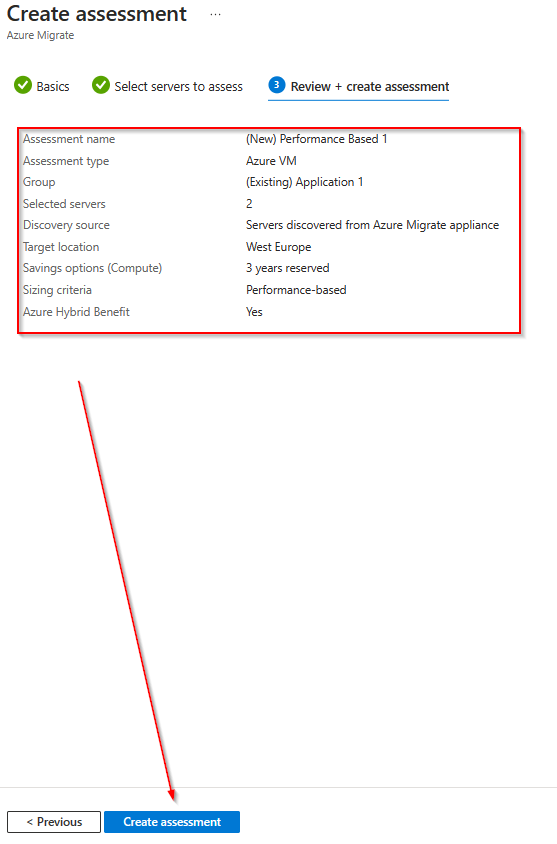 Create assessment ...
Azure Migrate
Basics Select servers to assess 3 Review + create assessment
Assessment name (New) Performance Based 1
Assessment type Azure VM
Group (Existing) Application 1
Selected servers 2
Discovery source Servers discovered from Azure Migrate appliance
Target location West Europe
Savings options (Compute) 3 years reserved
Sizing criteria Performance-based
Azure Hybrid Benefit Yes
< Previous Create assessment